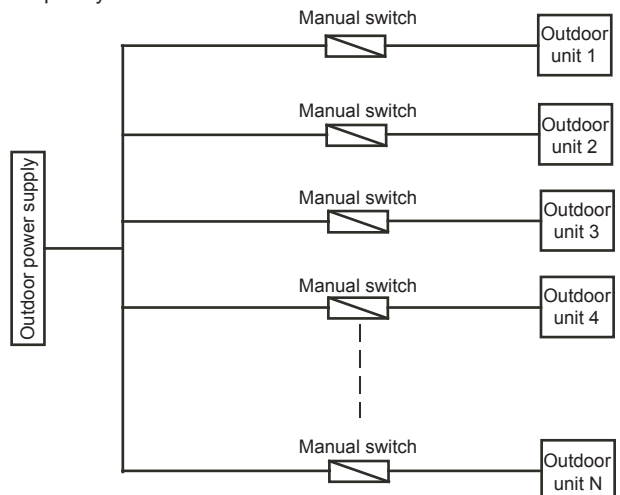 Manual switch
Outdoor
unit 1
Manual switch
Outdoor
unit 2
Outdoor power supply
Manual switch
Outdoor
unit 3
Manual switch
Outdoor
unit 4
Manual switch
Outdoor
unit N